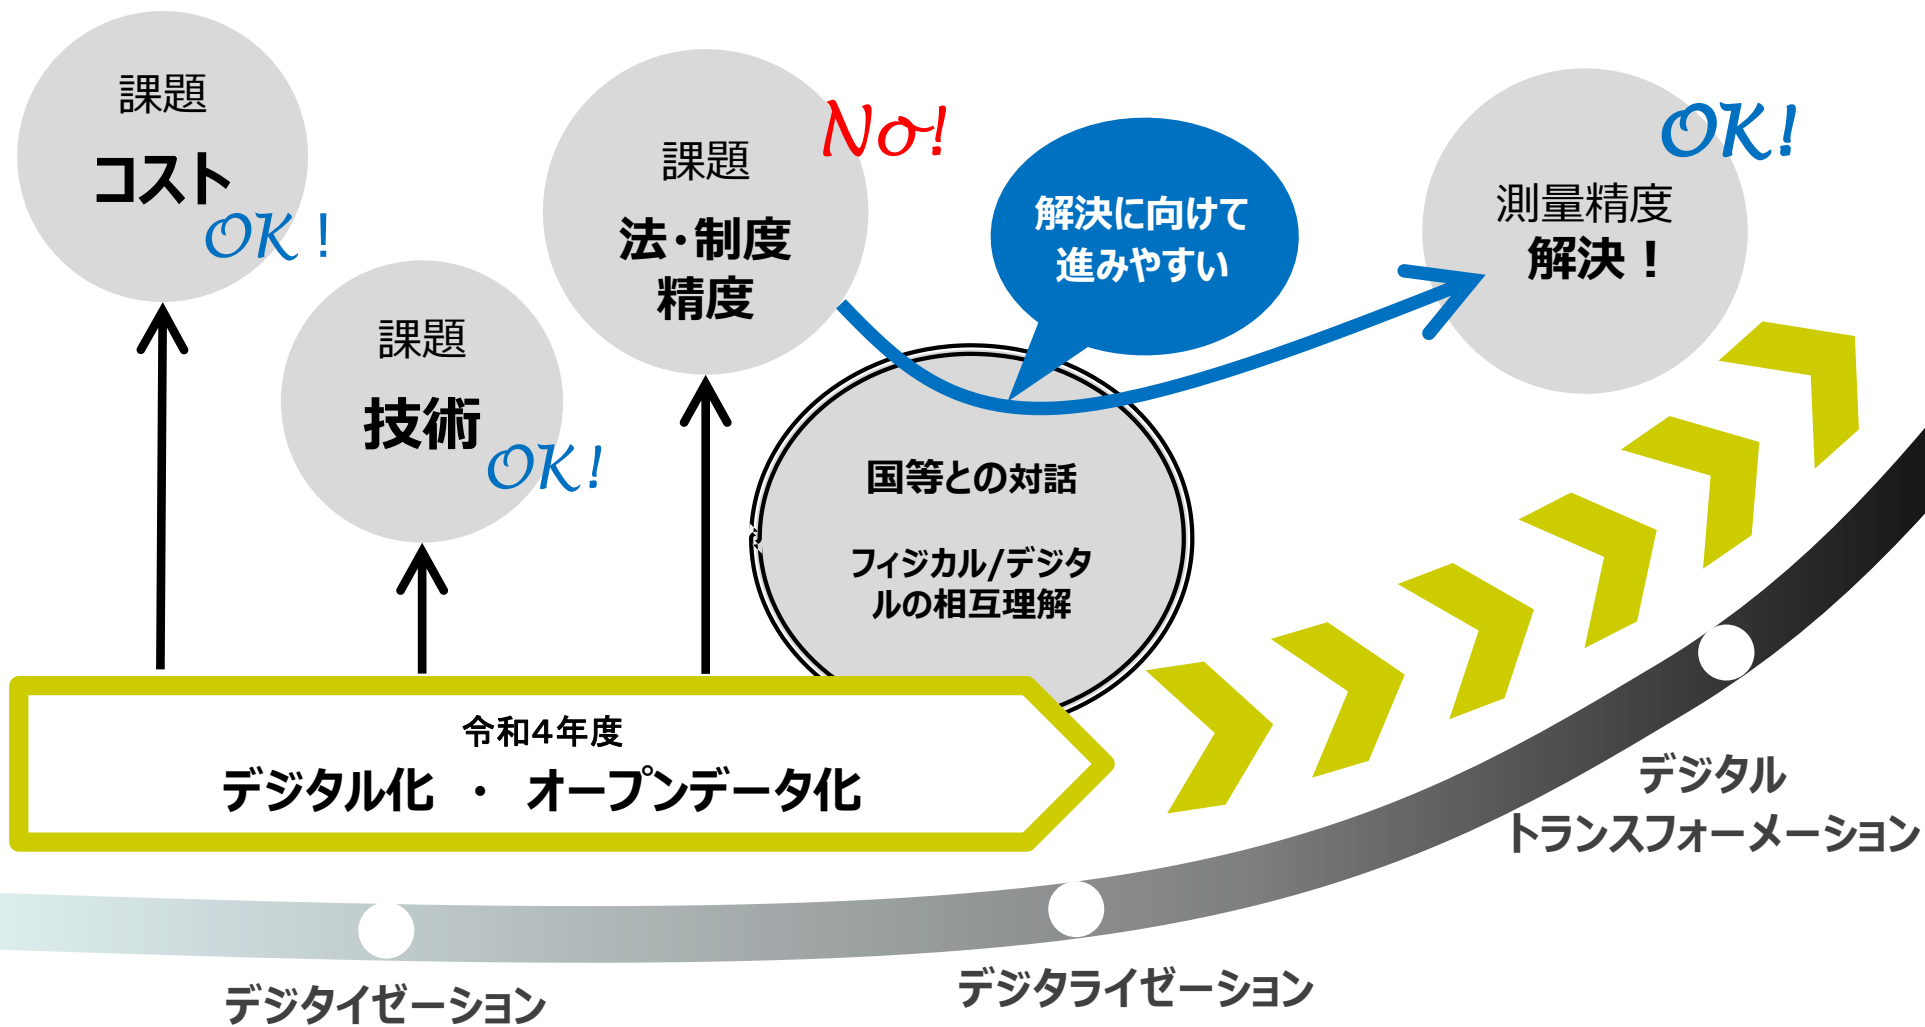 課題
コスト
OK！
課題
技術
OK!
課題
法・制度
精度
No!
解決に向けて
進みやすい
測量精度
解決！
OK!
国等との対話
フィジカル/デジタ
ルの相互理解
令和4年度
デジタル化 ・ オープンデータ化
デジタイゼーション
デジタライゼーション
デジタル
トランスフォーメーション